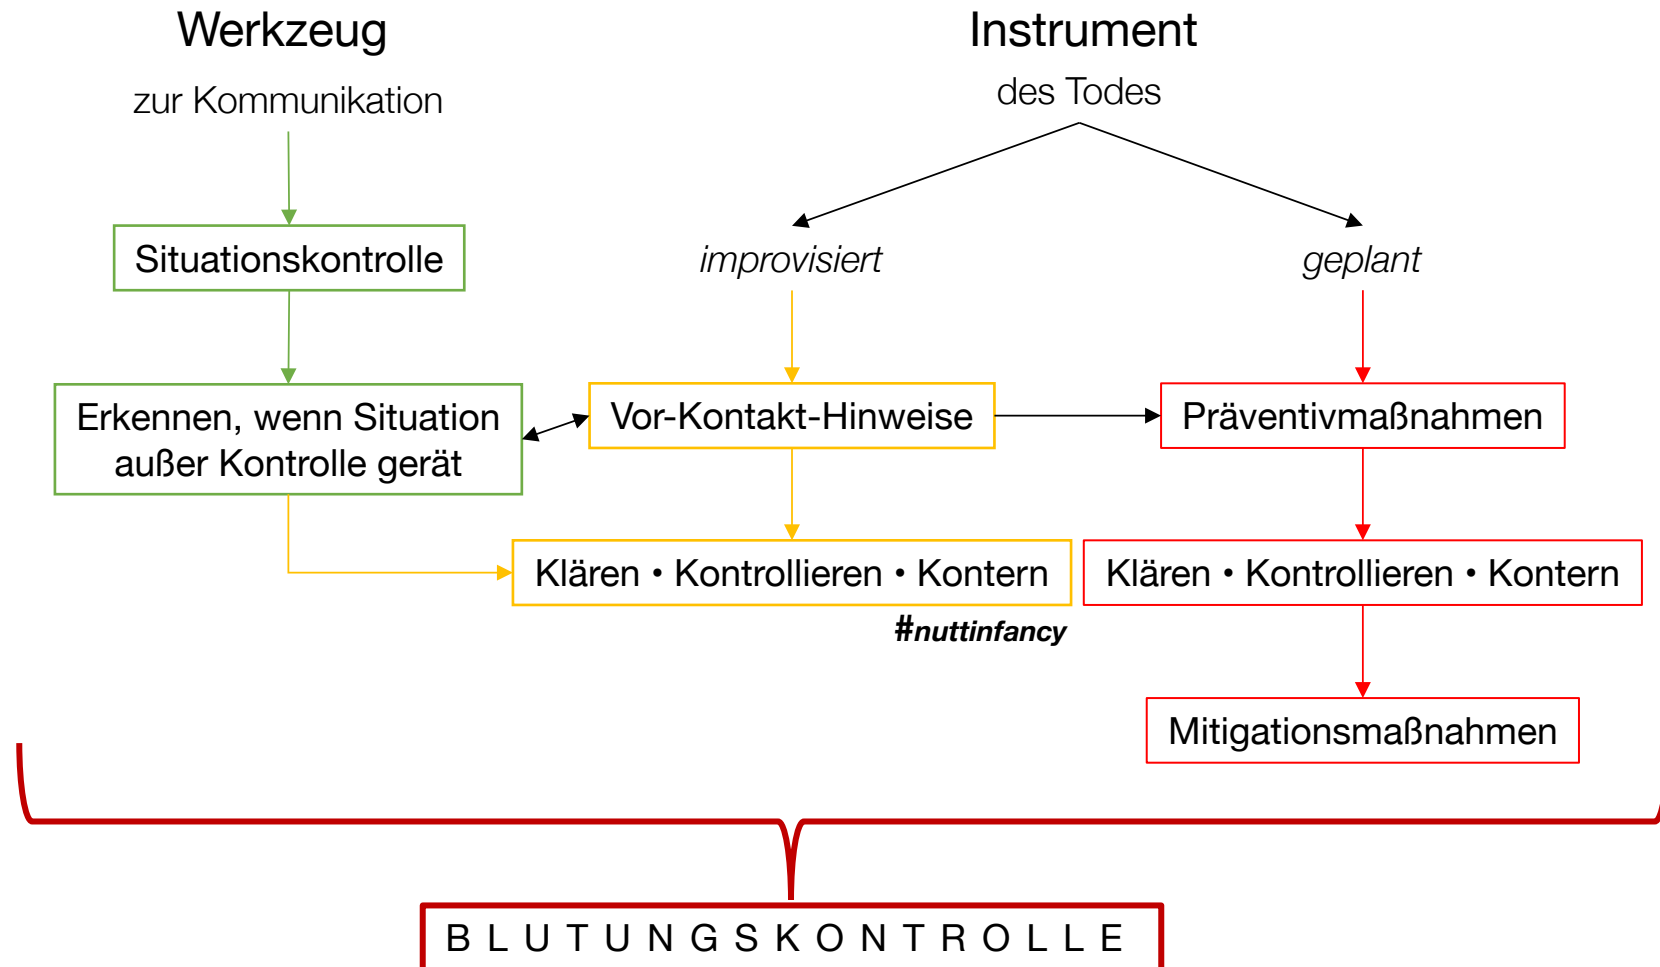 Werkzeug
zur Kommunikation
Instrument
des Todes
Situationskontrolle
improvisiert
geplant
Erkennen, wenn Situation
außer Kontrolle gerät
Vor-Kontakt-Hinweise
Präventivmaßnahmen
Klären • Kontrollieren • Kontern
#nuttinfancy
Klären • Kontrollieren • Kontern
Mitigationsmaßnahmen
BLUTUNGSKONTROLLE